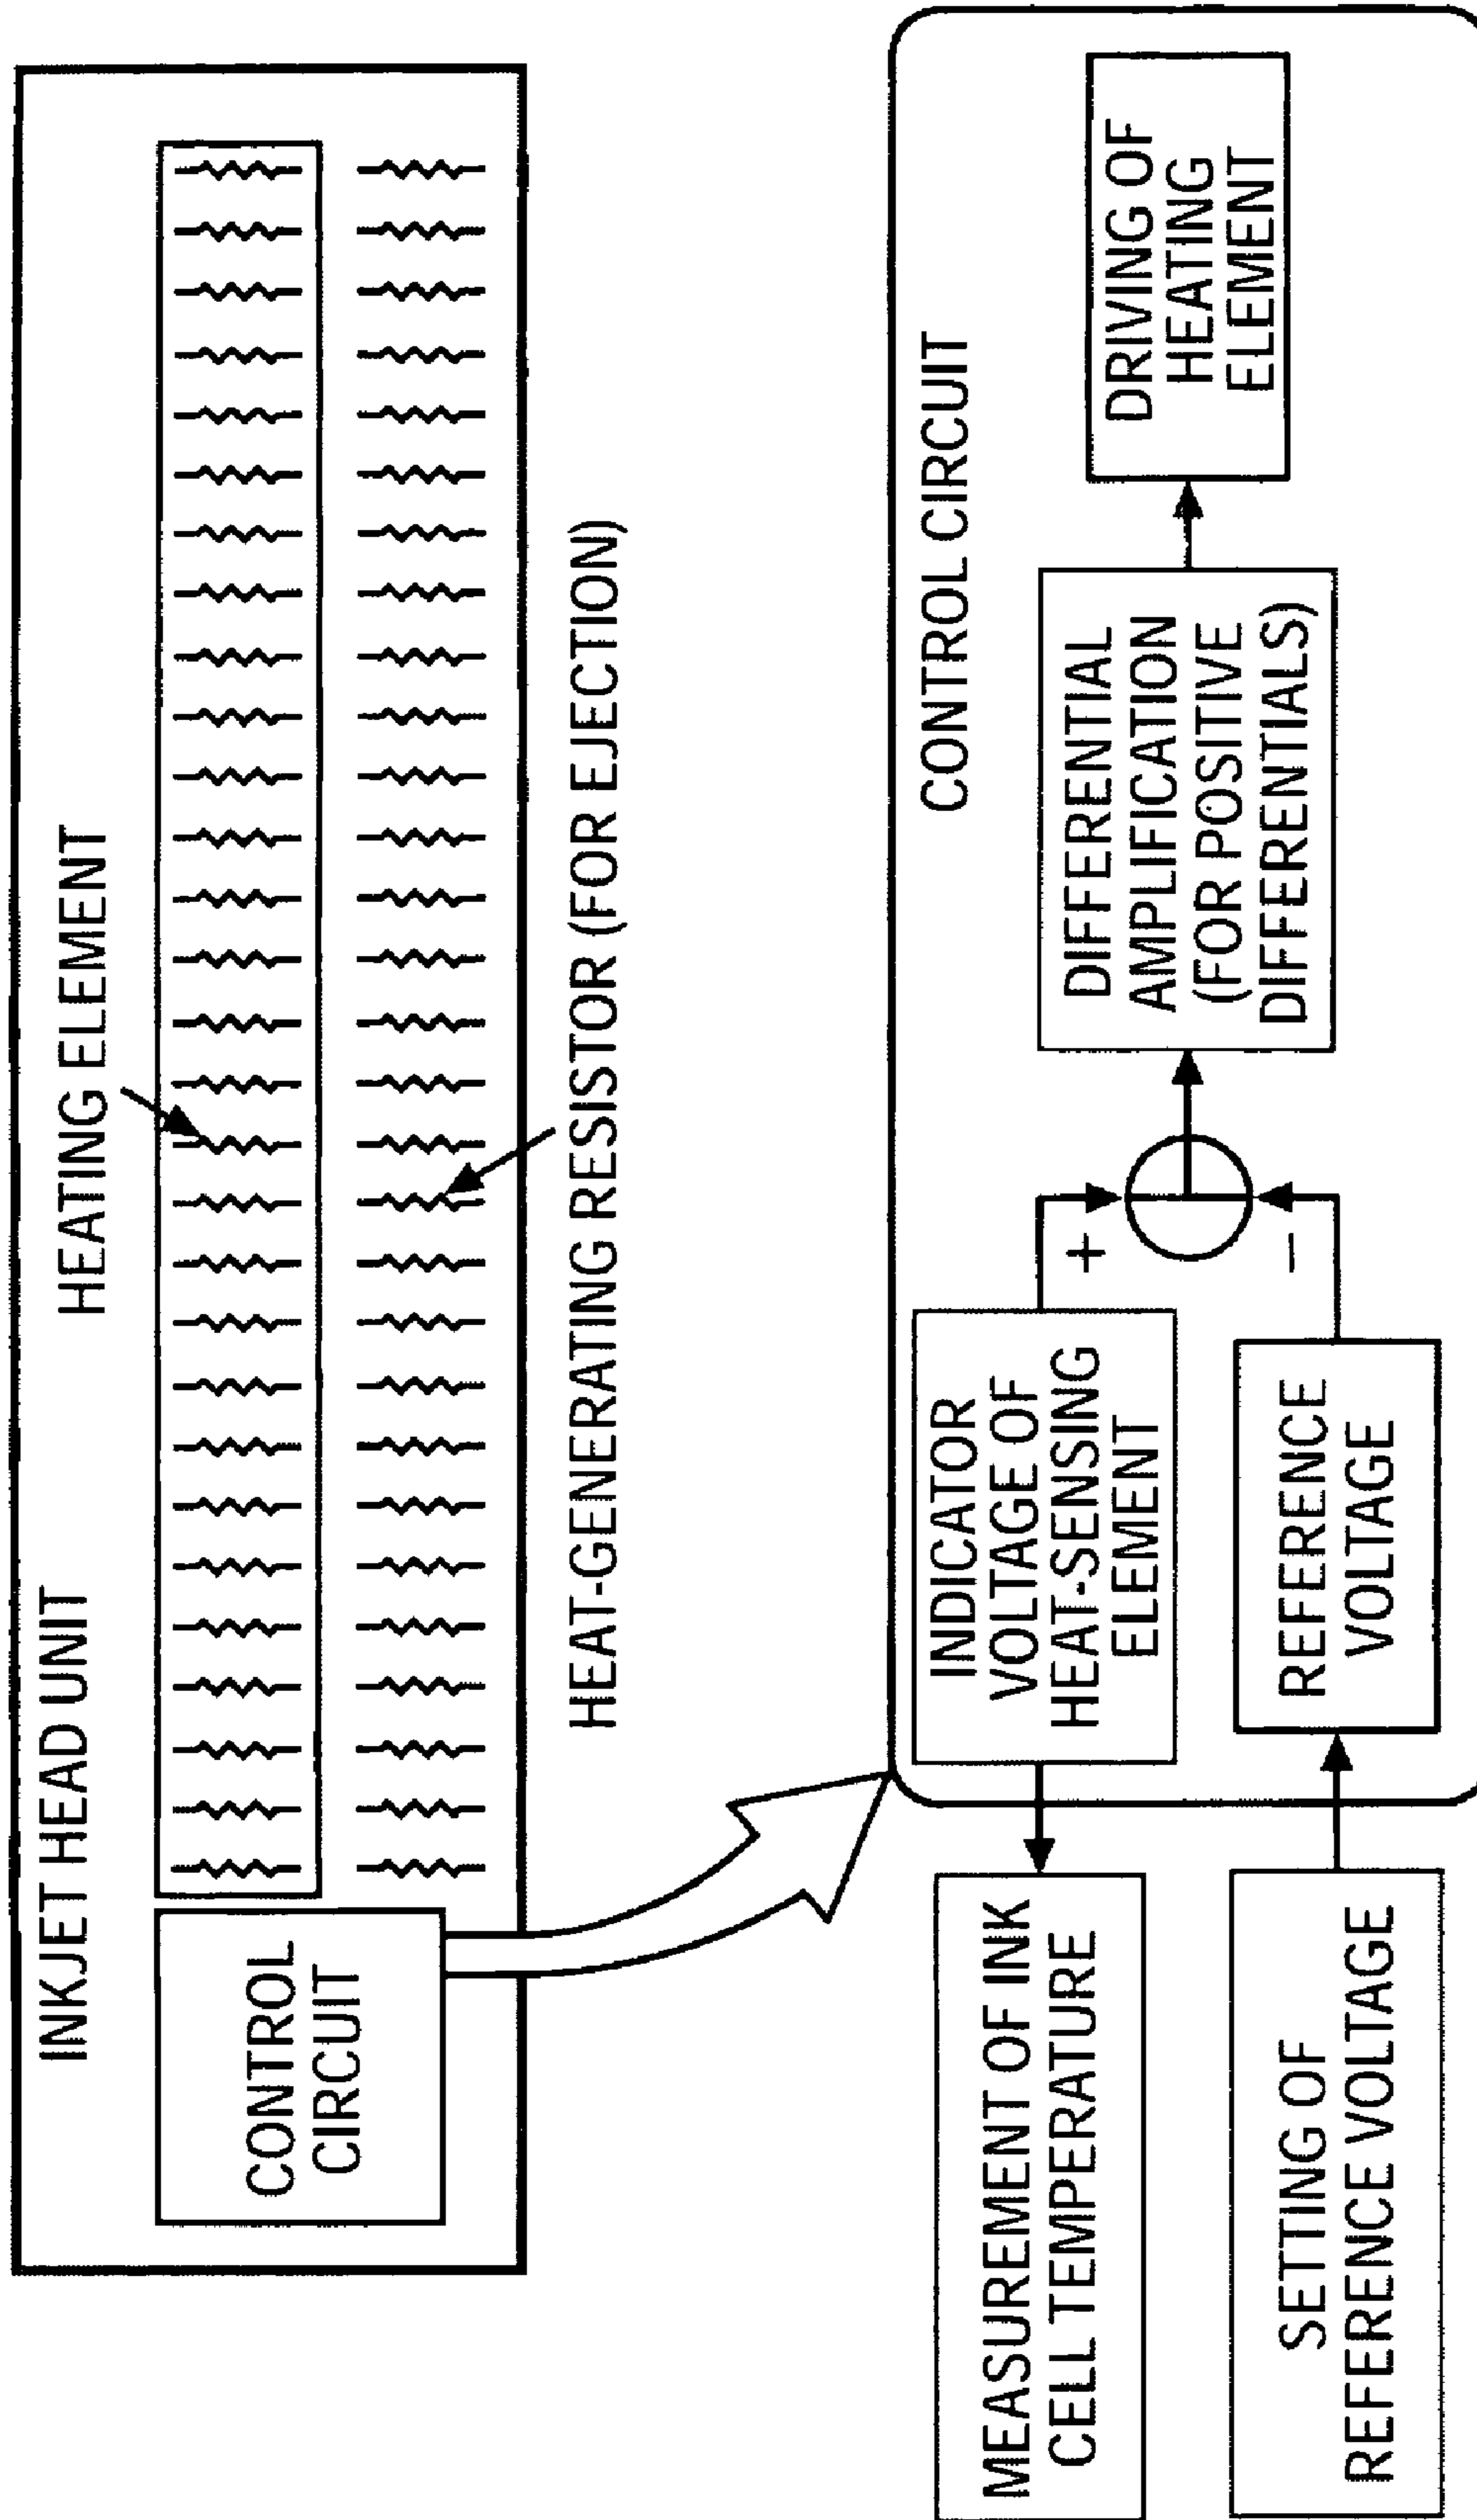 INKJET HEAD UNIT
HEATING ELEMENT
CONTROL
CIRCUIT
HEAT-GENERATING RESISTOR (FOR EJECTION)
CONTROL CIRCUIT
MEASUREMENT OF INK
CELL TEMPERATURE
INDICATOR
VOLTAGE OF
HEAT-SENSING
ELEMENT
+
-
DIFFERENTIAL
AMPLIFICATION
(FOR POSITIVE
DIFFERENTIALS)
DRIVING OF
HEATING
ELEMENT
SETTING OF
REFERENCE VOLTAGE
REFERENCE
VOLTAGE